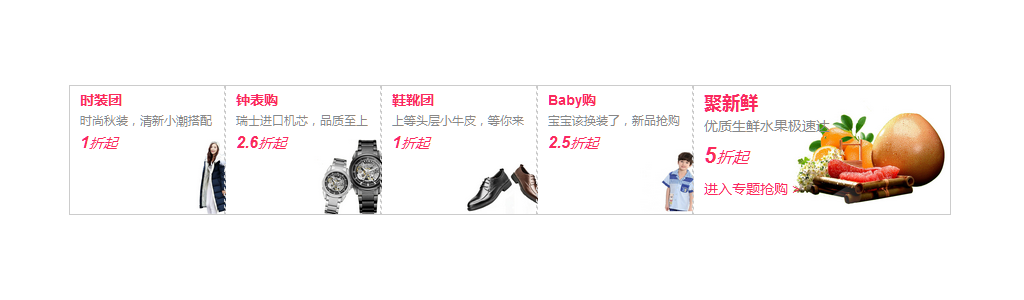 时装团
时尚秋装，清新小潮搭配
1折起
钟表购
瑞士进口机芯，品质至上
2.6折起
鞋靴团
上等头层小牛皮，等你来
1折起
Baby购
宝宝该换装了，新品抢购
2.5折起
聚新鲜
优质生鲜水果极速达
5折起
进入专题抢购 >